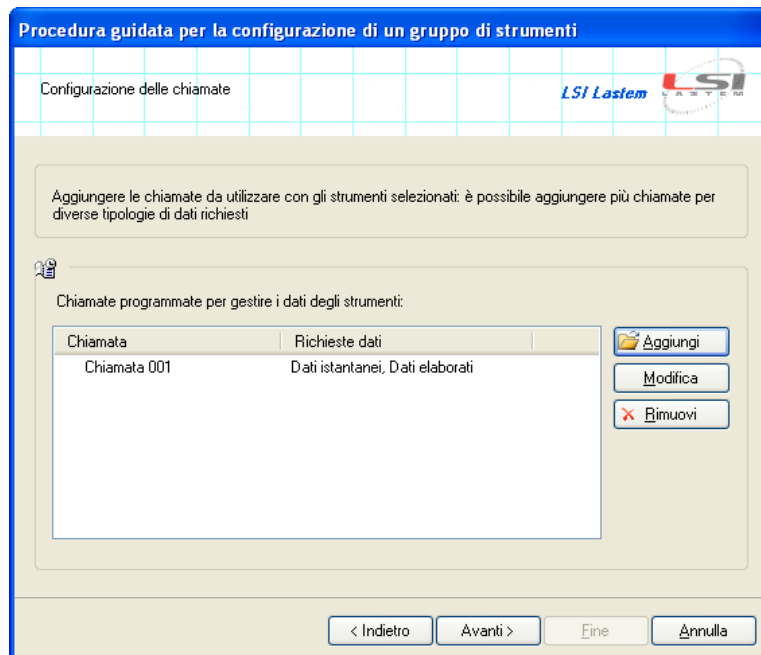 Procedura guidata per la configurazione di un gruppo di strumenti
Configurazione delle chiamate
LSI Lastem
LSI
LASTEM
Aggiungere le chiamate da utilizzare con gli strumenti selezionati: è possibile aggiungere più chiamate per
diverse tipologie di dati richiesti
Chiamate programmate per gestire i dati degli strumenti:
Chiamata Richieste dati
Chiamata 001 Dati istantanei, Dati elaborati
Aggiungi
Modifica
Rimuovi
< Indietro Avanti > Fine Annulla